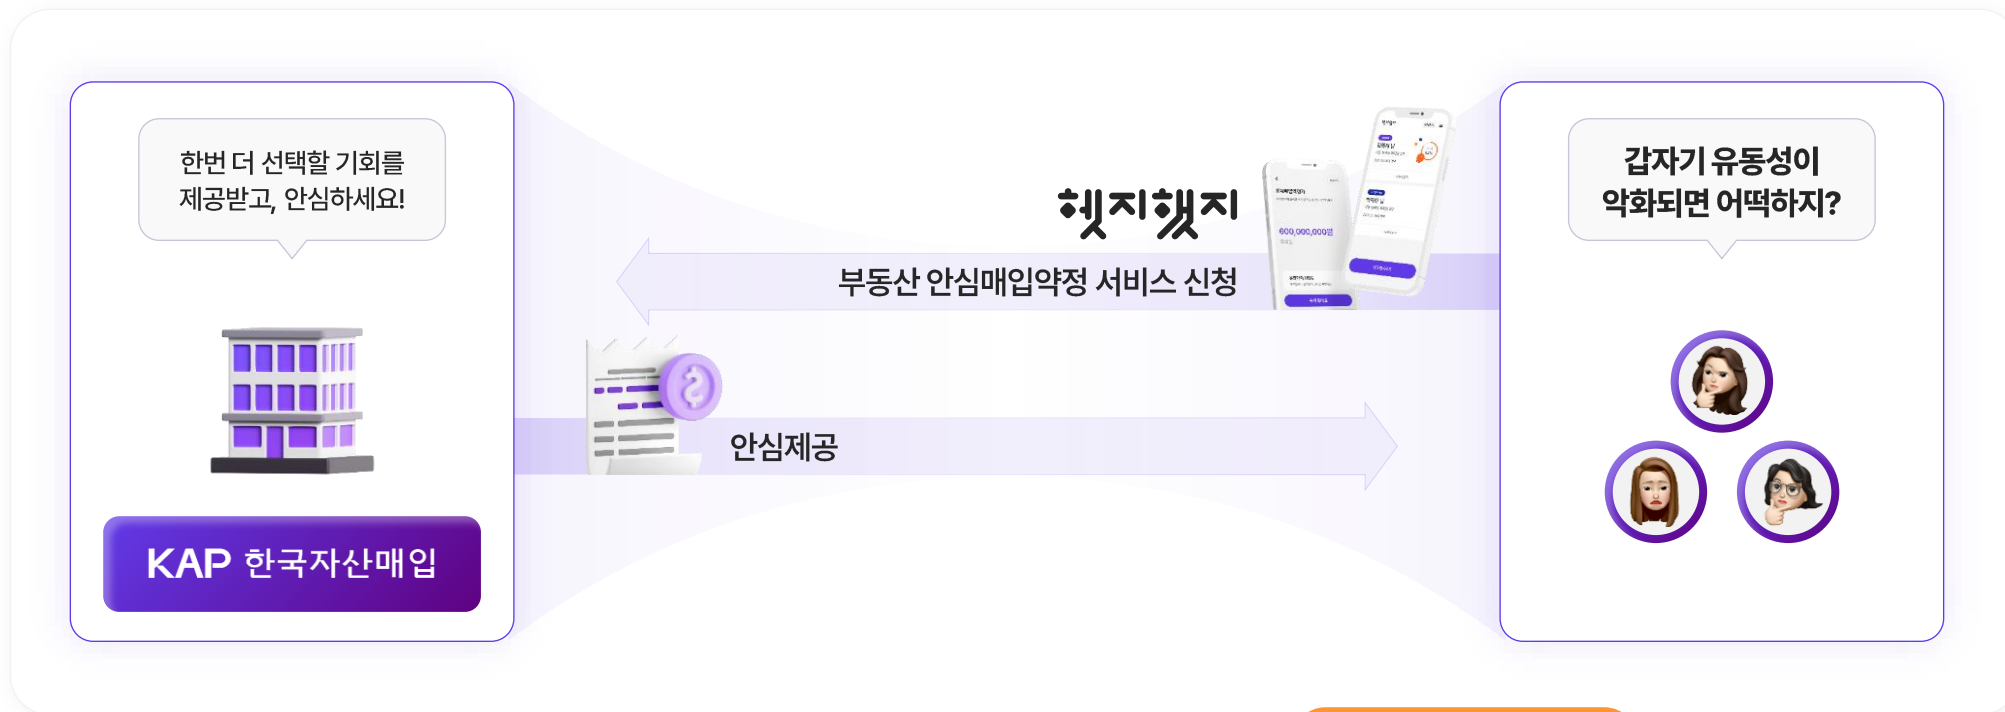 한번 더 선택할 기회를
제공받고, 안심하세요!
KAP 한국자산매입
헷지했지
부동산 안심매입약정 서비스 신청
600,000,000원
안심제공
갑자기 유동성이
악화되면 어떡하지?